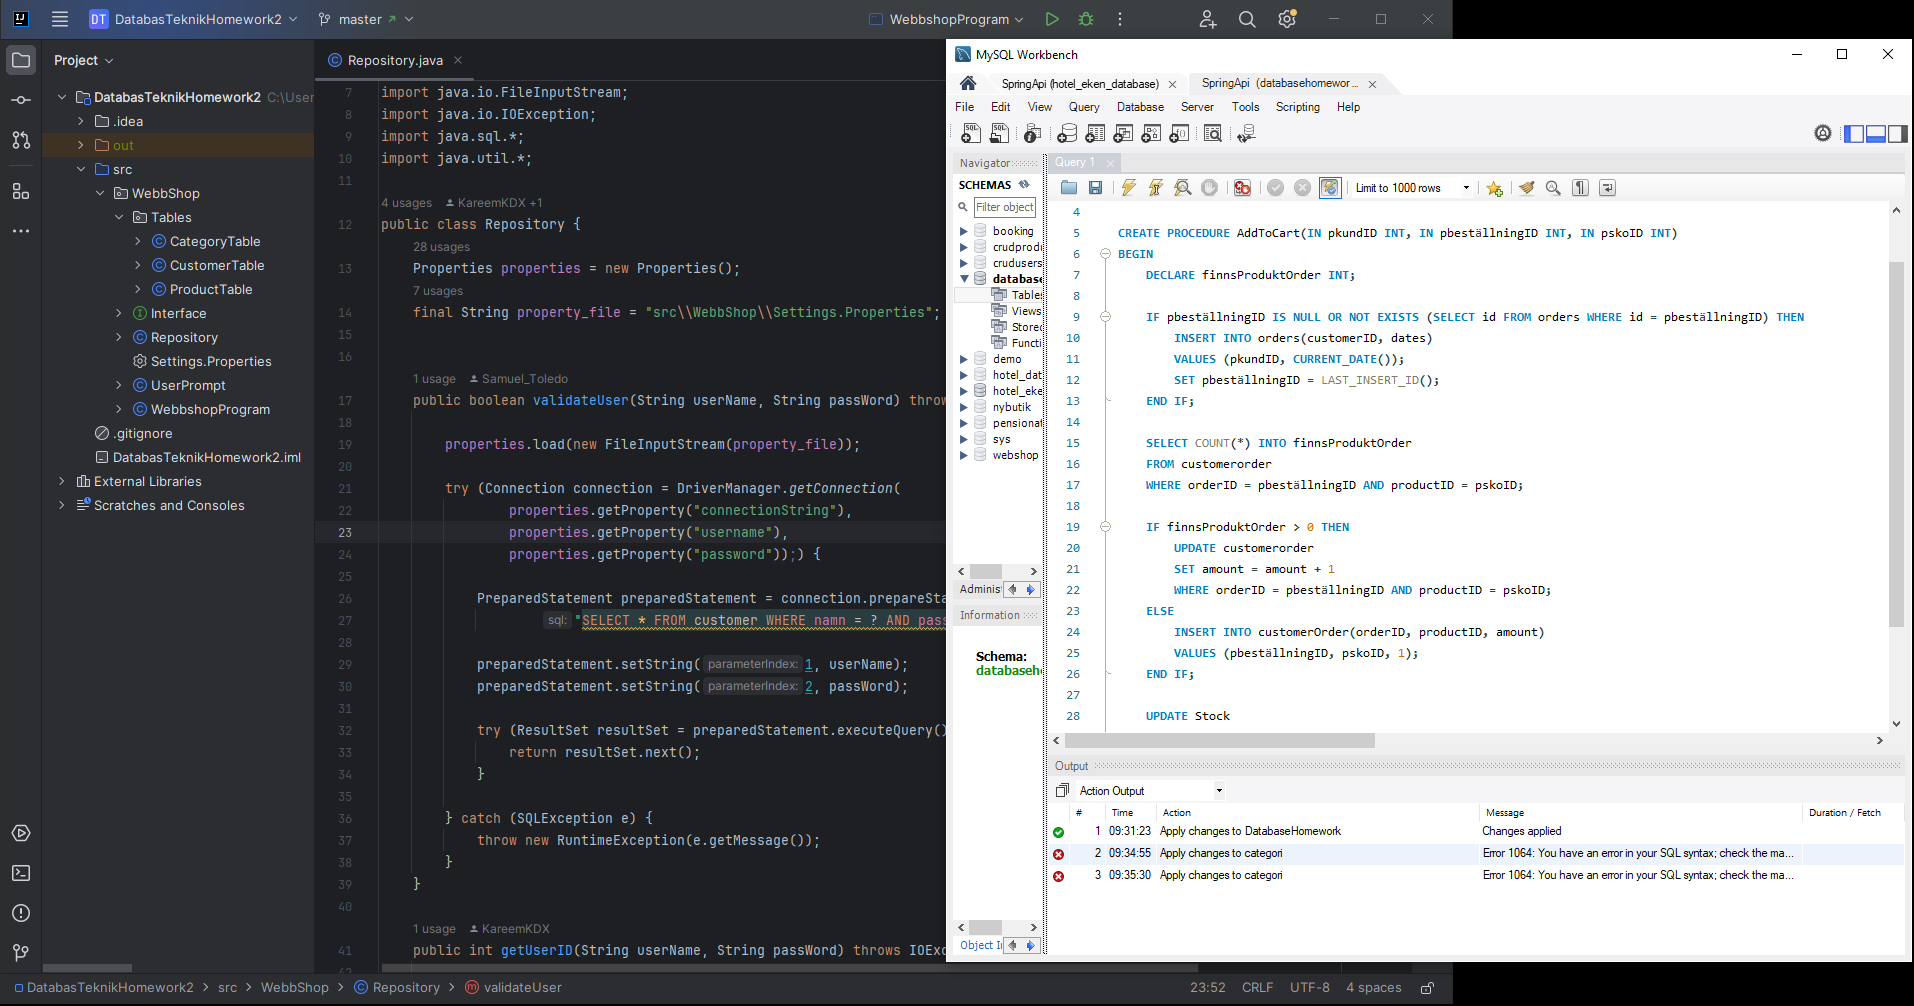 DT DatabasTeknikHomework2
master
WebbshopProgram
Project
Repository.java
DatabasTeknikHomework2 C:\User
.idea
out
src
WebbShop
Tables
CategoryTable
CustomerTable
ProductTable
Interface
Repository
Settings.Properties
UserPrompt
WebbshopProgram
.gitignore
DatabasTeknikHomework2.iml
External Libraries
Scratches and Consoles
7 import java.io.FileInputStream;
8 import java.io.IOException;
9 import java.sql.*;
10 import java.util.*;
11
4 usages KareemKDX +1
12 public class Repository {
28 usages
13 Properties properties = new Properties();
7 usages
14 final String property_file = "src\\WebbShop\\Settings.Properties";
15
16
1 usage Samuel_Toledo
17 public boolean validateUser(String userName, String passWord) throw
18
19 properties.load(new FileInputStream(property_file));
20
21 try (Connection connection = DriverManager.getConnection(
22 properties.getProperty("connectionString"),
23 properties.getProperty("username"),
24 properties.getProperty("password"));) {
25
26 PreparedStatement preparedStatement = connection.prepareSta
27 sql: "SELECT * FROM customer WHERE namn = ? AND pass
28
29 preparedStatement.setString( parameterIndex: 1, userName);
30 preparedStatement.setString( parameterIndex: 2, passWord);
31
32 try (ResultSet resultSet = preparedStatement.executeQuery()
33 return resultSet.next();
34 }
35
36 } catch (SQLException e) {
37 throw new RuntimeException(e.getMessage());
38 }
39 }
40
1 usage KareemKDX
41 public int getUserID(String userName, String passWord) throws IOExc
42
DatabasTeknikHomework2 > src > WebbShop > Repository > validateUser
23:52 CRLF UTF-8 4 spaces
MySQL Workbench
SpringApi (hotel_eken_database)
SpringApi (databasehomewor...
File Edit View Query Database Server Tools Scripting Help
Navigator
SCHEMAS
Filter object
booking
crudprodu
crudusers
database
Tables
Views
Stored
Functi
demo
hotel_dat
hotel_eke
nybutik
pensionat
sys
webshop
Adminis
Information
Schema:
databaseho
Object In
Query 1
Limit to 1000 rows
4
5 CREATE PROCEDURE AddToCart(IN pkundID INT, IN pbeställningID INT, IN pskoID INT)
6 BEGIN
7 DECLARE finnsProduktOrder INT;
8
9 IF pbeställningID IS NULL OR NOT EXISTS (SELECT id FROM orders WHERE id = pbeställningID) THEN
10 INSERT INTO orders(customerID, dates)
11 VALUES (pkundID, CURRENT_DATE());
12 SET pbeställningID = LAST_INSERT_ID();
13 END IF;
14
15 SELECT COUNT(*) INTO finnsProduktOrder
16 FROM customerorder
17 WHERE orderID = pbeställningID AND productID = pskoID;
18
19 IF finnsProduktOrder > 0 THEN
20 UPDATE customerorder
21 SET amount = amount + 1
22 WHERE orderID = pbeställningID AND productID = pskoID;
23 ELSE
24 INSERT INTO customerOrder(orderID, productID, amount)
25 VALUES (pbeställningID, pskoID, 1);
26 END IF;
27
28 UPDATE Stock
Output
Action Output
# Time Action Message Duration / Fetch
1 09:31:23 Apply changes to DatabaseHomework Changes applied
2 09:34:55 Apply changes to categori Error 1064: You have an error in your SQL syntax; check the ma...
3 09:35:30 Apply changes to categori Error 1064: You have an error in your SQL syntax; check the ma...